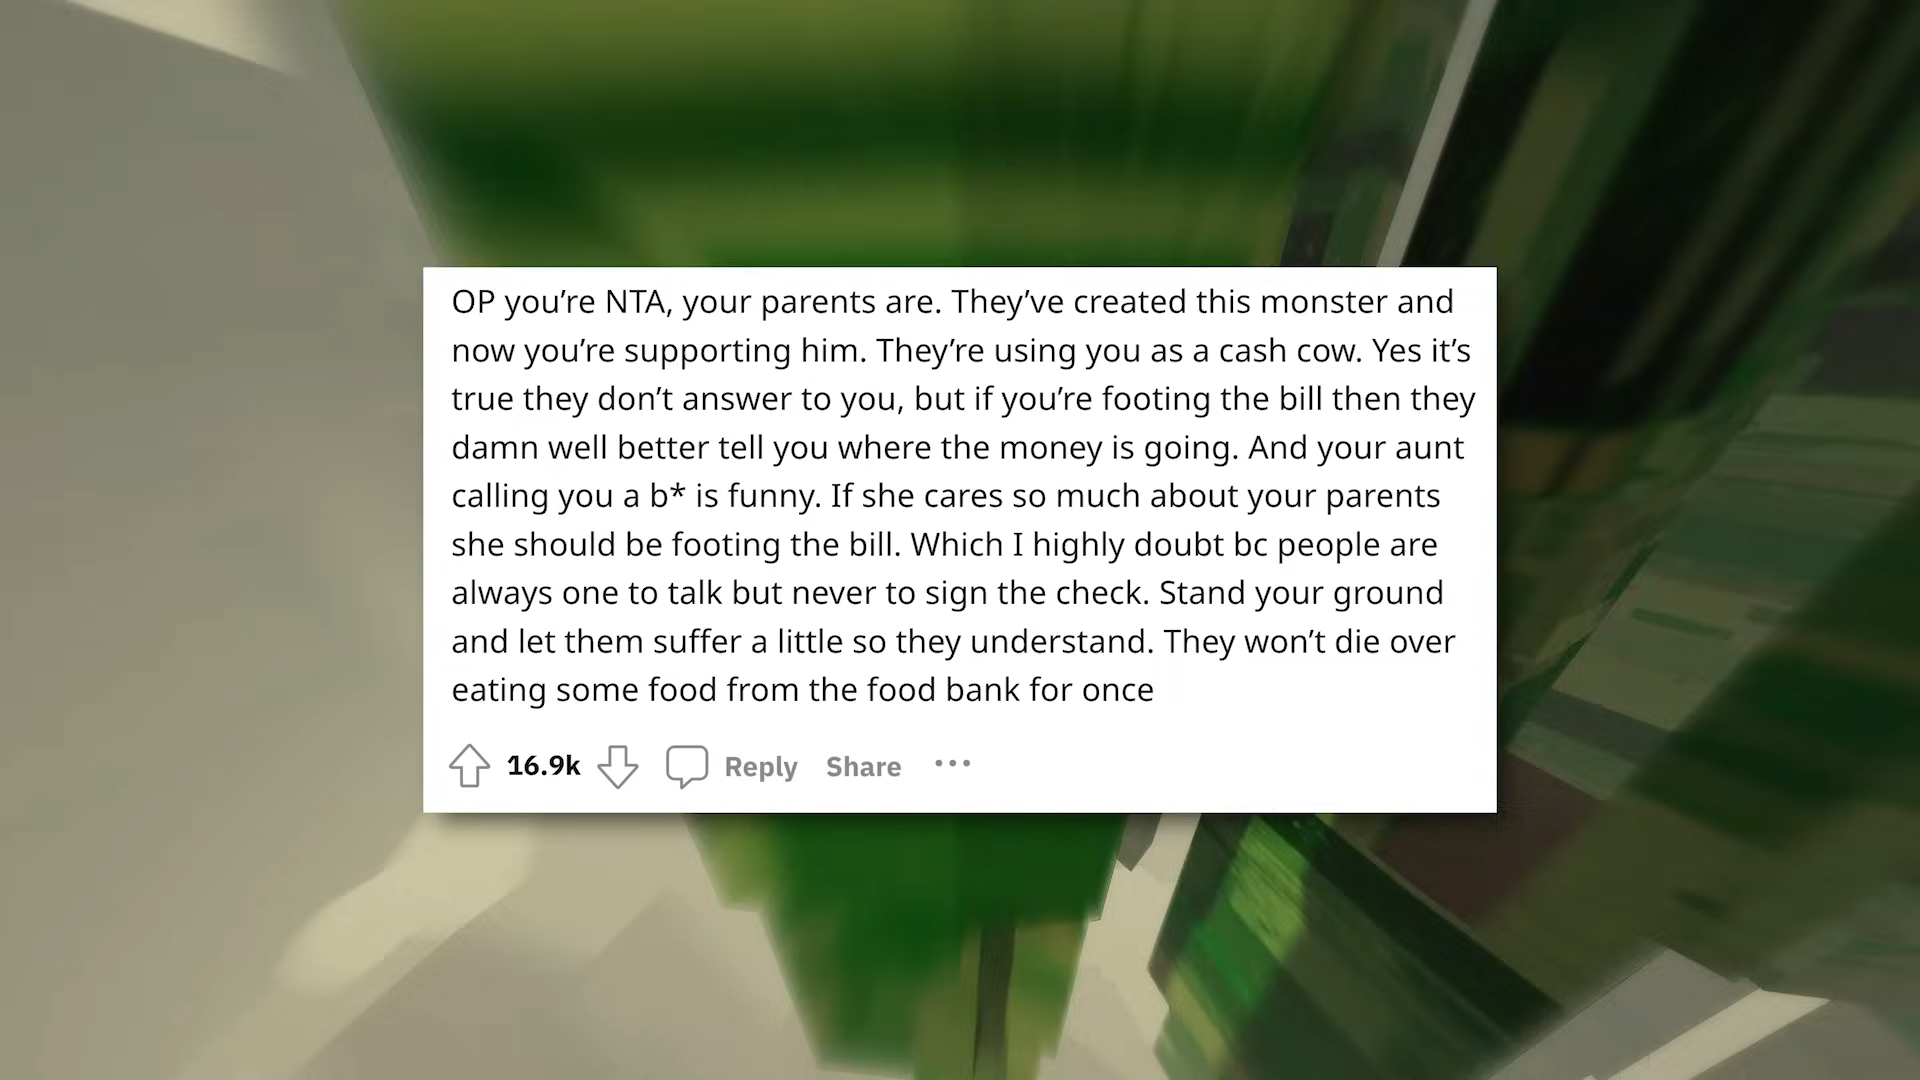 OP you’re NTA, your parents are. They’ve created this monster and
now you’re supporting him. They’re using you as a cash cow. Yes it’s
true they don’t answer to you, but if you’re footing the bill then they
damn well better tell you where the money is going. And your aunt
calling you a b* is funny. If she cares so much about your parents
she should be footing the bill. Which I highly doubt bc people are
always one to talk but never to sign the check. Stand your ground
and let them suffer a little so they understand. They won’t die over
eating some food from the food bank for once
16.9k Reply Share •••